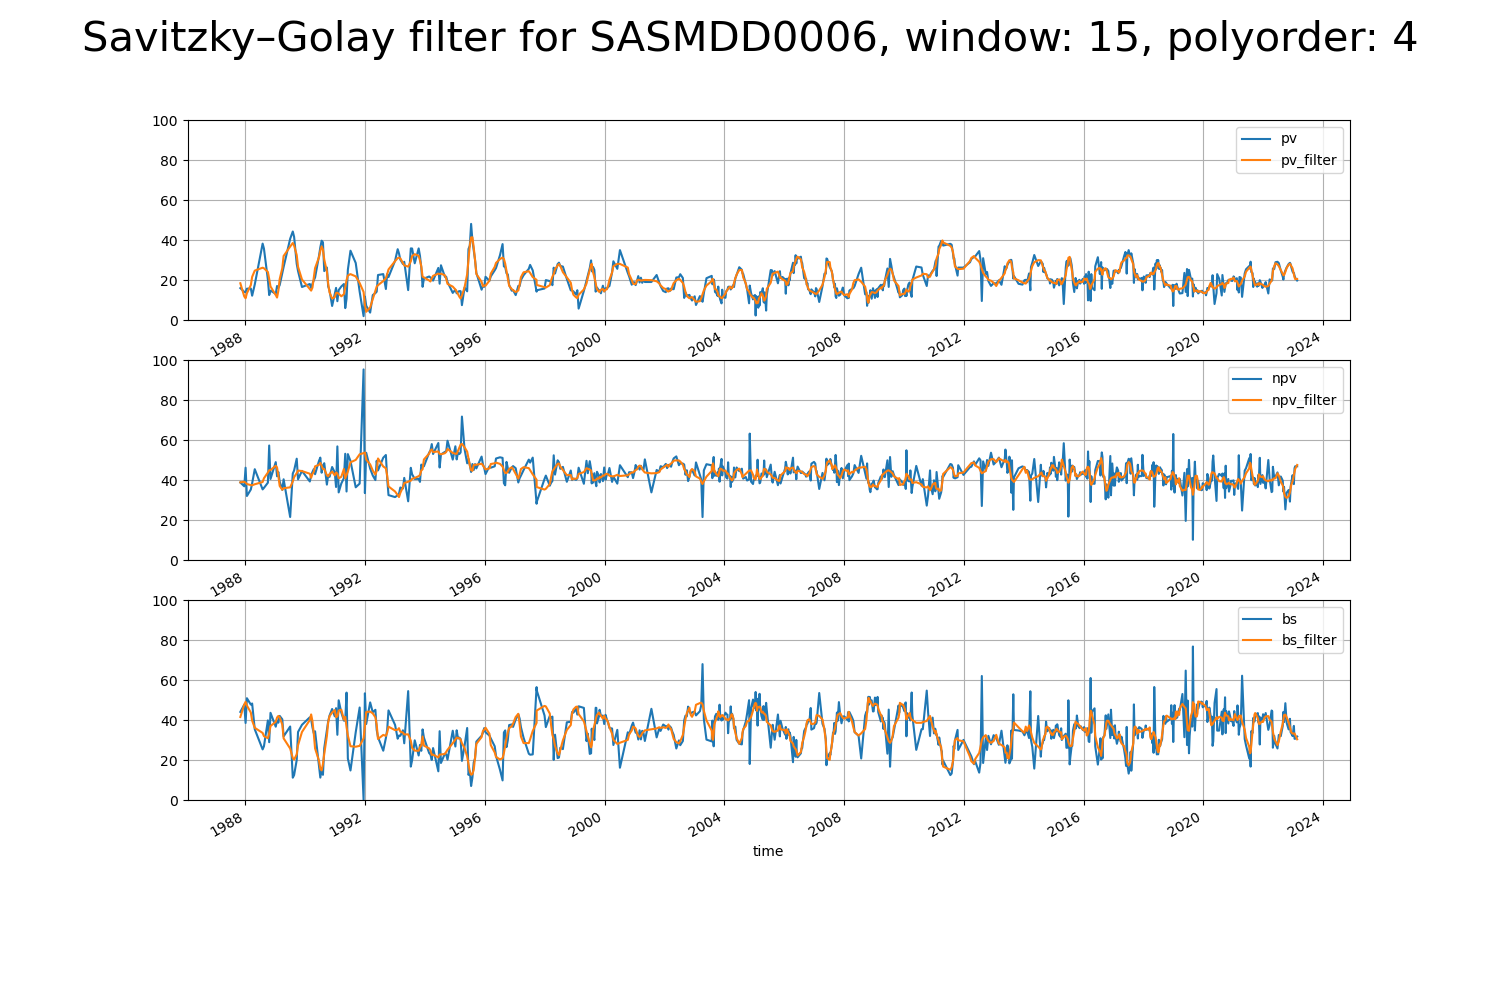 Savitzky–Golay filter for SASMDD0006, window: 15, polyorder: 4
100
80
60
40
20
0
pv
pv_filter
1988 1992 1996 2000 2004 2008 2012 2016 2020 2024
100
80
60
40
20
0
npv
npv_filter
1988 1992 1996 2000 2004 2008 2012 2016 2020 2024
100
80
60
40
20
0
bs
bs_filter
1988 1992 1996 2000 2004 2008 2012 2016 2020 2024
time